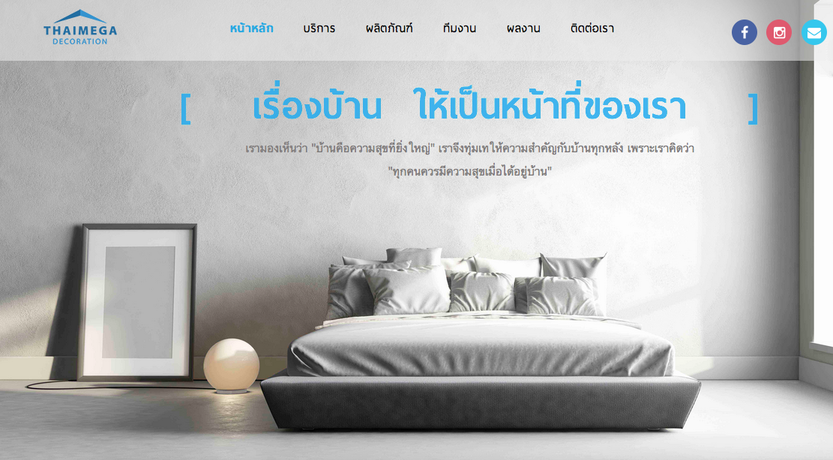 THAIMEGA
DECORATION
หน้าหลัก บริการ ผลิตภัณฑ์ ทีมงาน ผลงาน ติดต่อเรา
[ เรื่องบ้าน ให้เป็นหน้าที่ของเรา ]
เรามองเห็นว่า "บ้านคือความสุขที่ยิ่งใหญ่" เราจึงทุ่มเทให้ความสำคัญกับบ้านทุกหลัง เพราะเราคิดว่า
"ทุกคนควรมีความสุขเมื่อได้อยู่บ้าน"